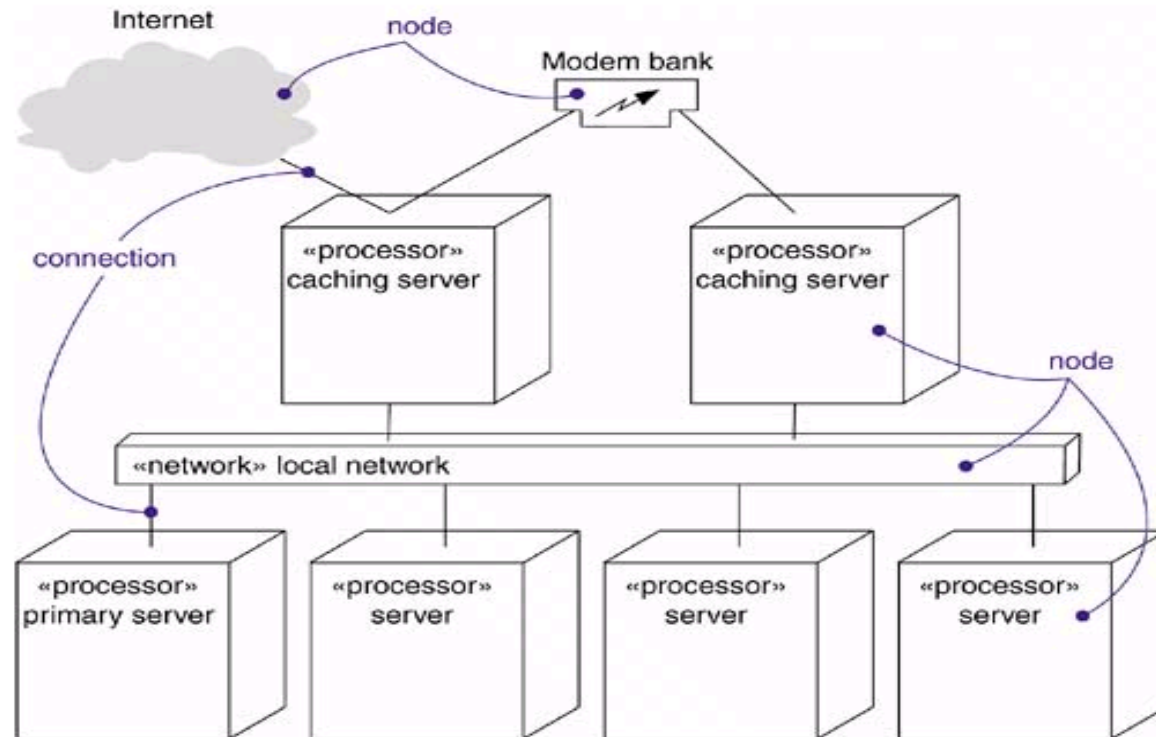 Internet
node
Modem bank
connection
«processor»
caching server
«processor»
caching server
node
«network» local network
«processor»
primary server
«processor»
server
«processor»
server
«processor»
server